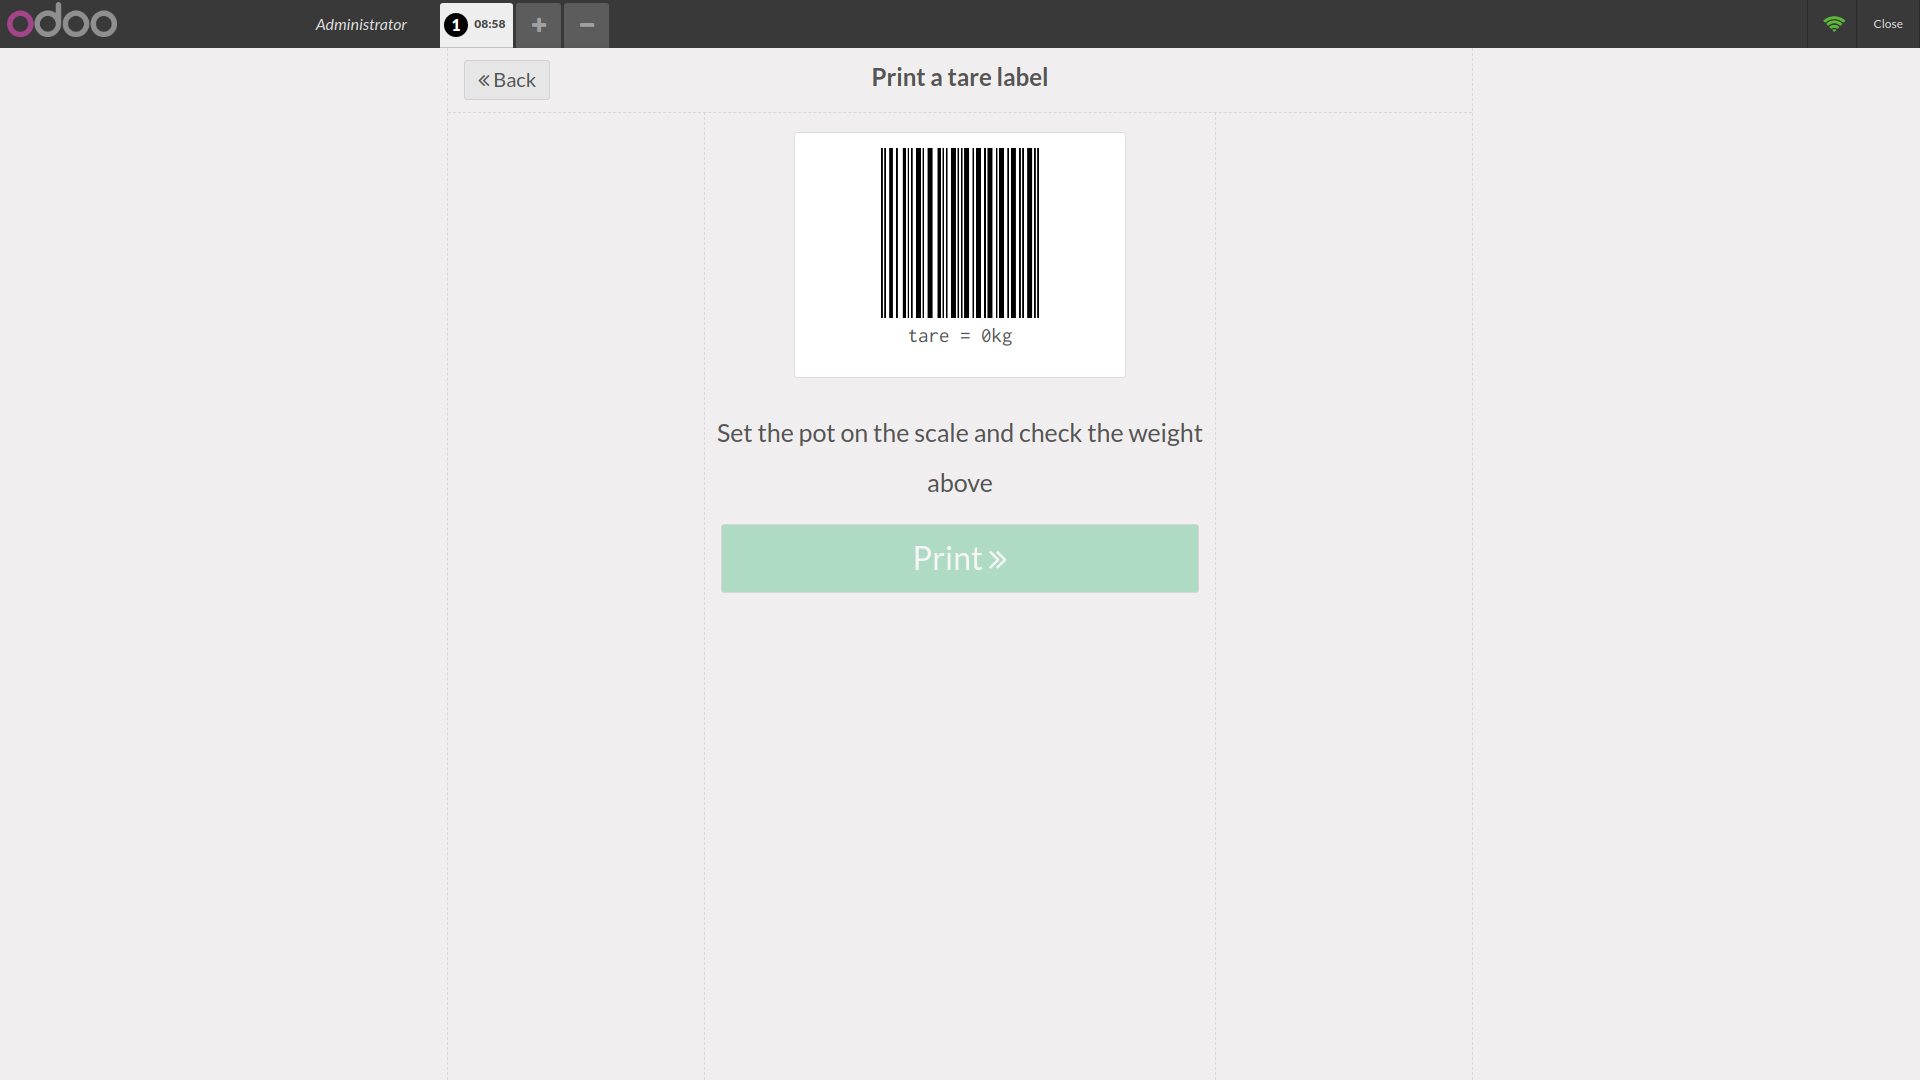 odoo
Administrator
1 08:58
Close
Back
Print a tare label
tare = 0kg
Set the pot on the scale and check the weight
above
Print